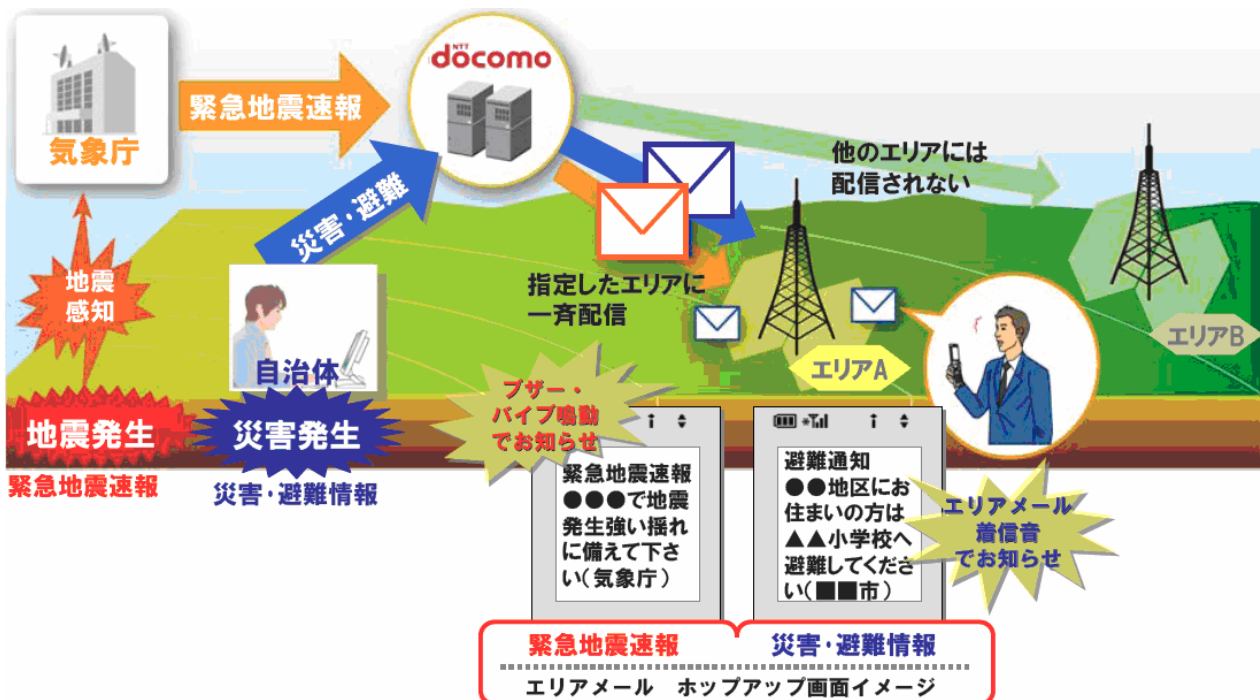 NTT
docomo
気象庁
緊急地震速報
災害・避難
他のエリアには
配信されない
地震
感知
指定したエリアに
一斉配信
自治体
エリアA
エリアB
地震発生
緊急地震速報
災害発生
災害・避難情報
ブザー・
バイブ鳴動
でお知らせ
緊急地震速報
●●●で地震
発生強い揺れ
に備えて下さ
い(気象庁)
避難通知
●●地区にお
住まいの方は
▲▲小学校へ
避難してくださ
い(■■市)
エリアメール
着信音
でお知らせ
緊急地震速報
災害・避難情報
エリアメール ホップアップ画面イメージ